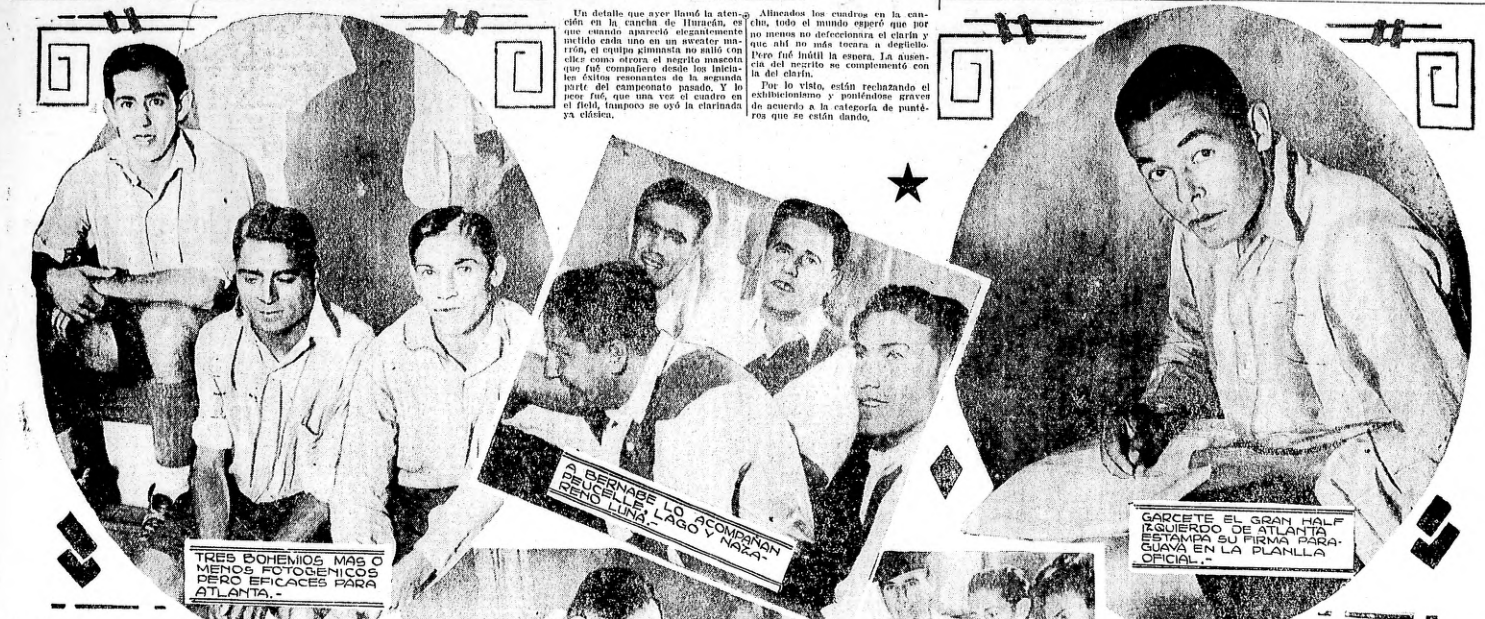 Un detalle que ayer llamó la aten-
ción en la cancha de Huracán, es
que cuando apareció elegantemente
metido cada uno en un sweater ma-
rrón, el equipo gimnasta no salió con
ellos como otrora el negrito mascota
que fué compañero desde los inicia-
les éxitos resonantes de la segunda
parte del campeonato pasado. Y lo
peor fué, que una vez el cuadro en
el field, tampoco se oyó la clarinada
ya clásica.
Alineados los cuadros en la can-
cha, todo el mundo esperó que por
no menos no defeccionara el clarín y
que ahí no más tocara a degüello.
Pero fué inútil la espera. La ausen-
cia del negrito se complementó con
la del clarín.
Por lo visto, están rechazando el
exhibicionismo y poniéndose graves
de acuerdo a la categoría de punté-
ros que se están dando.
TRES BOHEMIOS MAS O
MENOS FOTOGENICOS
PERO EFICACES PARA
ATLANTA.-
A BERNABE LO ACOMPAÑAN
PEUCELLE, LAGO Y NAZA-
RENO LUNA.-
GARCETE EL GRAN HALF
IZQUIERDO DE ATLANTA
ESTAMPA SU FIRMA PARA-
GUAYA EN LA PLANLLA
OFICIAL.-